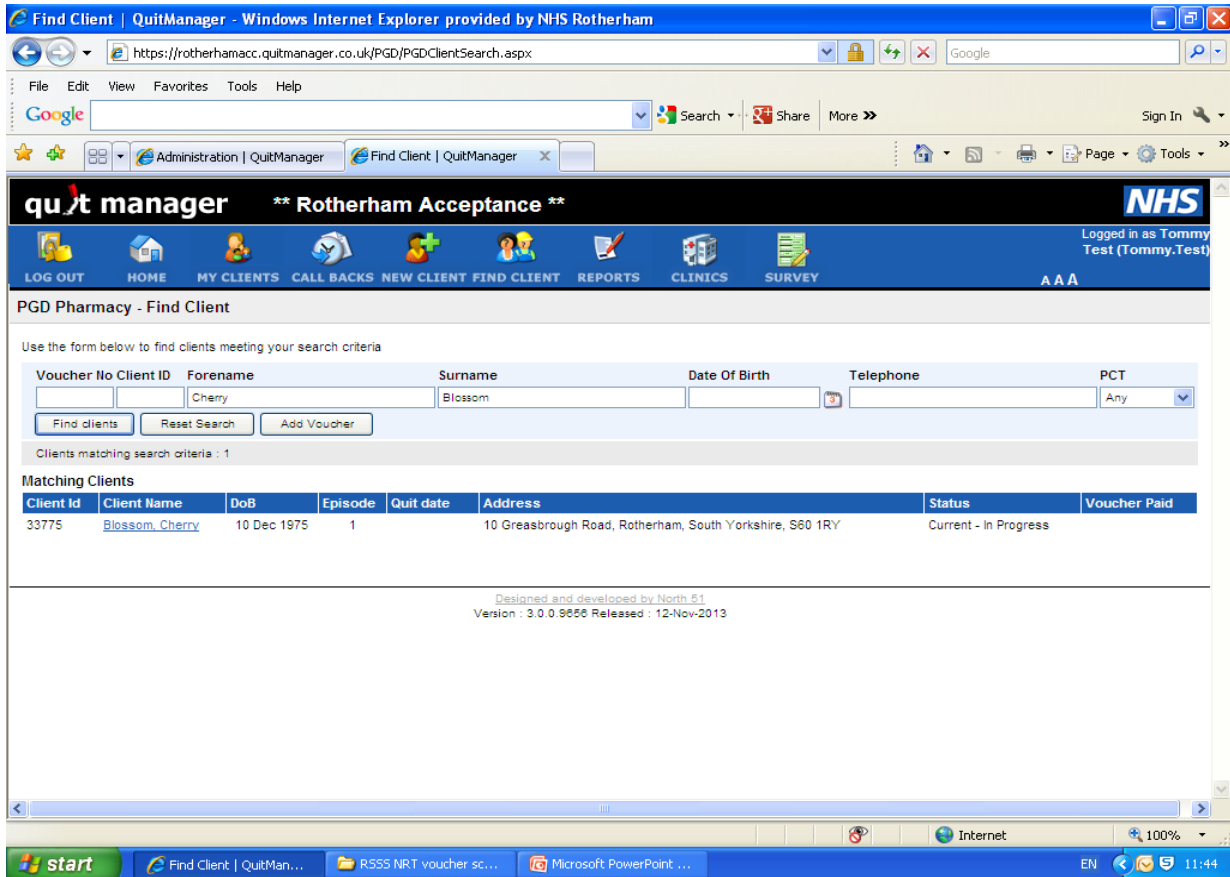 Find Client | QuitManager - Windows Internet Explorer provided by NHS Rotherham
https://rotherhamacc.quitmanager.co.uk/PGD/PGDClientSearch.aspx
Google
File Edit View Favorites Tools Help
Google Search Share More >> Sign In
Administration | QuitManager Find Client | QuitManager X Page Tools >>
quit manager ** Rotherham Acceptance ** NHS
Logged in as Tommy
Test (Tommy.Test)
LOG OUT HOME MY CLIENTS CALL BACKS NEW CLIENT FIND CLIENT REPORTS CLINICS SURVEY A A A
PGD Pharmacy - Find Client
Use the form below to find clients meeting your search criteria
Voucher No Client ID Forename Surname Date Of Birth Telephone PCT
Cherry Blossom 3 Any
Find clients Reset Search Add Voucher
Clients matching search criteria : 1
Matching Clients
Client Id Client Name DoB Episode Quit date Address Status Voucher Paid
33775 Blossom, Cherry 10 Dec 1975 1 10 Greasbrough Road, Rotherham, South Yorkshire, S60 1RY Current - In Progress
Designed and developed by North 51
Version : 3.0.0.9656 Released : 12-Nov-2013
Internet 100%
start Find Client | QuitMan... RSSS NRT voucher sc... Microsoft PowerPoint ... EN 11:44